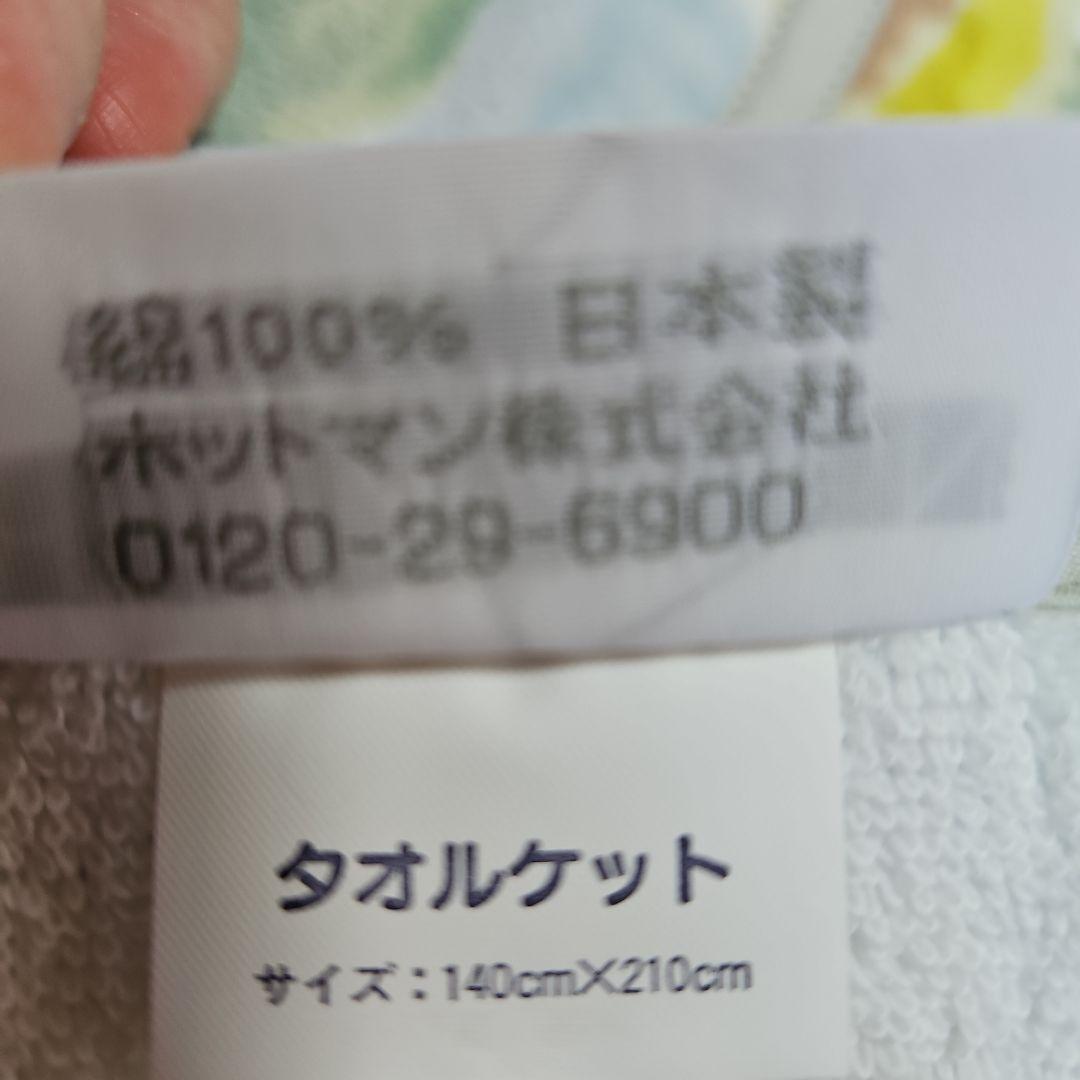 綿100% 日本製
ホットマン株式会社
0120-29-6900
タオルケット
サイズ：140cm×210cm